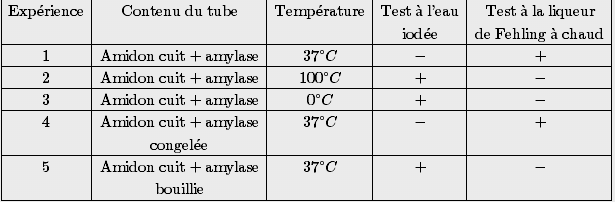 Expérience Contenu du tube Température Test à l'eau Test à la liqueur
iodée de Fehling à chaud
1 Amidon cuit + amylase 37°C − +
2 Amidon cuit + amylase 100°C + −
3 Amidon cuit + amylase 0°C + −
4 Amidon cuit + amylase 37°C − +
congelée
5 Amidon cuit + amylase 37°C + −
bouillie